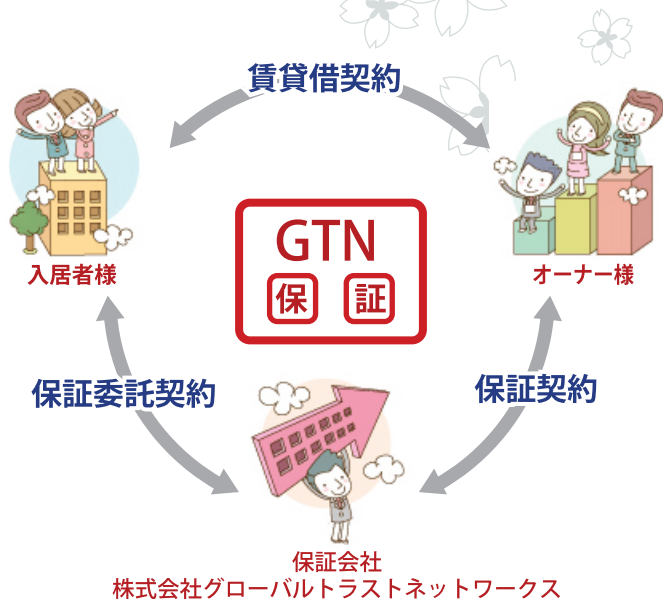 賃貸借契約
GTN
保 証
入居者様
オーナー様
保証委託契約
保証契約
保証会社
株式会社グローバルトラストネットワークス